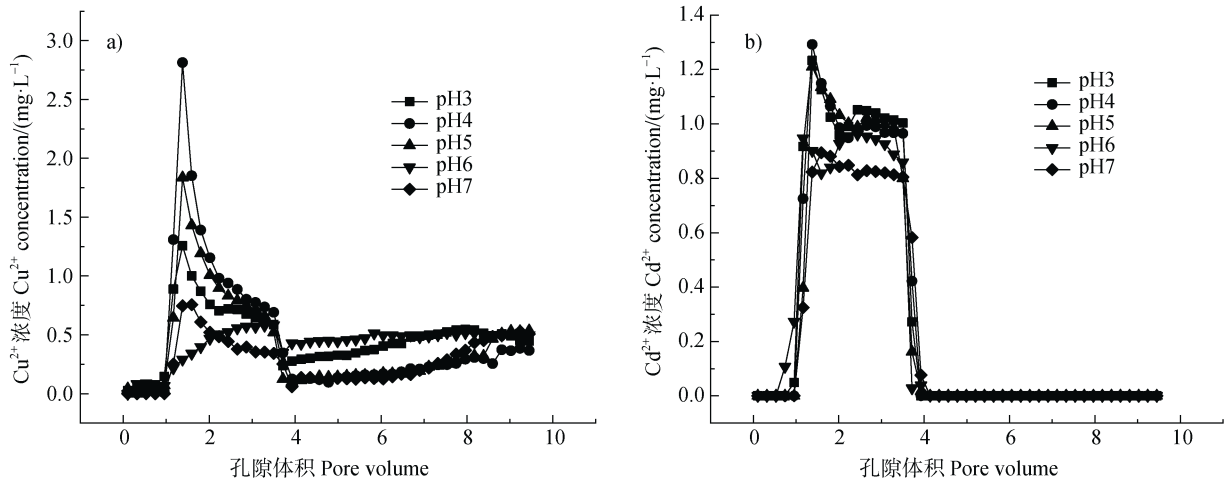 a)
Cu²⁺浓度 Cu²⁺ concentration/(mg·L⁻¹)
3.0
2.5
2.0
1.5
1.0
0.5
0.0
pH3
pH4
pH5
pH6
pH7
0 2 4 6 8 10
孔隙体积 Pore volume
b)
Cd²⁺浓度 Cd²⁺ concentration/(mg·L⁻¹)
1.4
1.2
1.0
0.8
0.6
0.4
0.2
0.0
pH3
pH4
pH5
pH6
pH7
0 2 4 6 8 10
孔隙体积 Pore volume